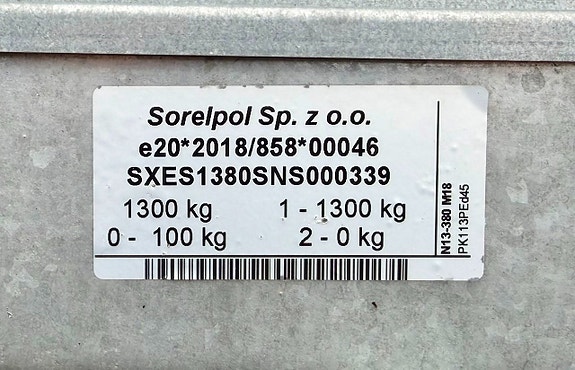 Sorelpol Sp. z o.o.
e20*2018/858*00046
SXES1380SNS000339
1300 kg 1 - 1300 kg
0 - 100 kg 2 - 0 kg
N13-380 M18
PK113PEd45